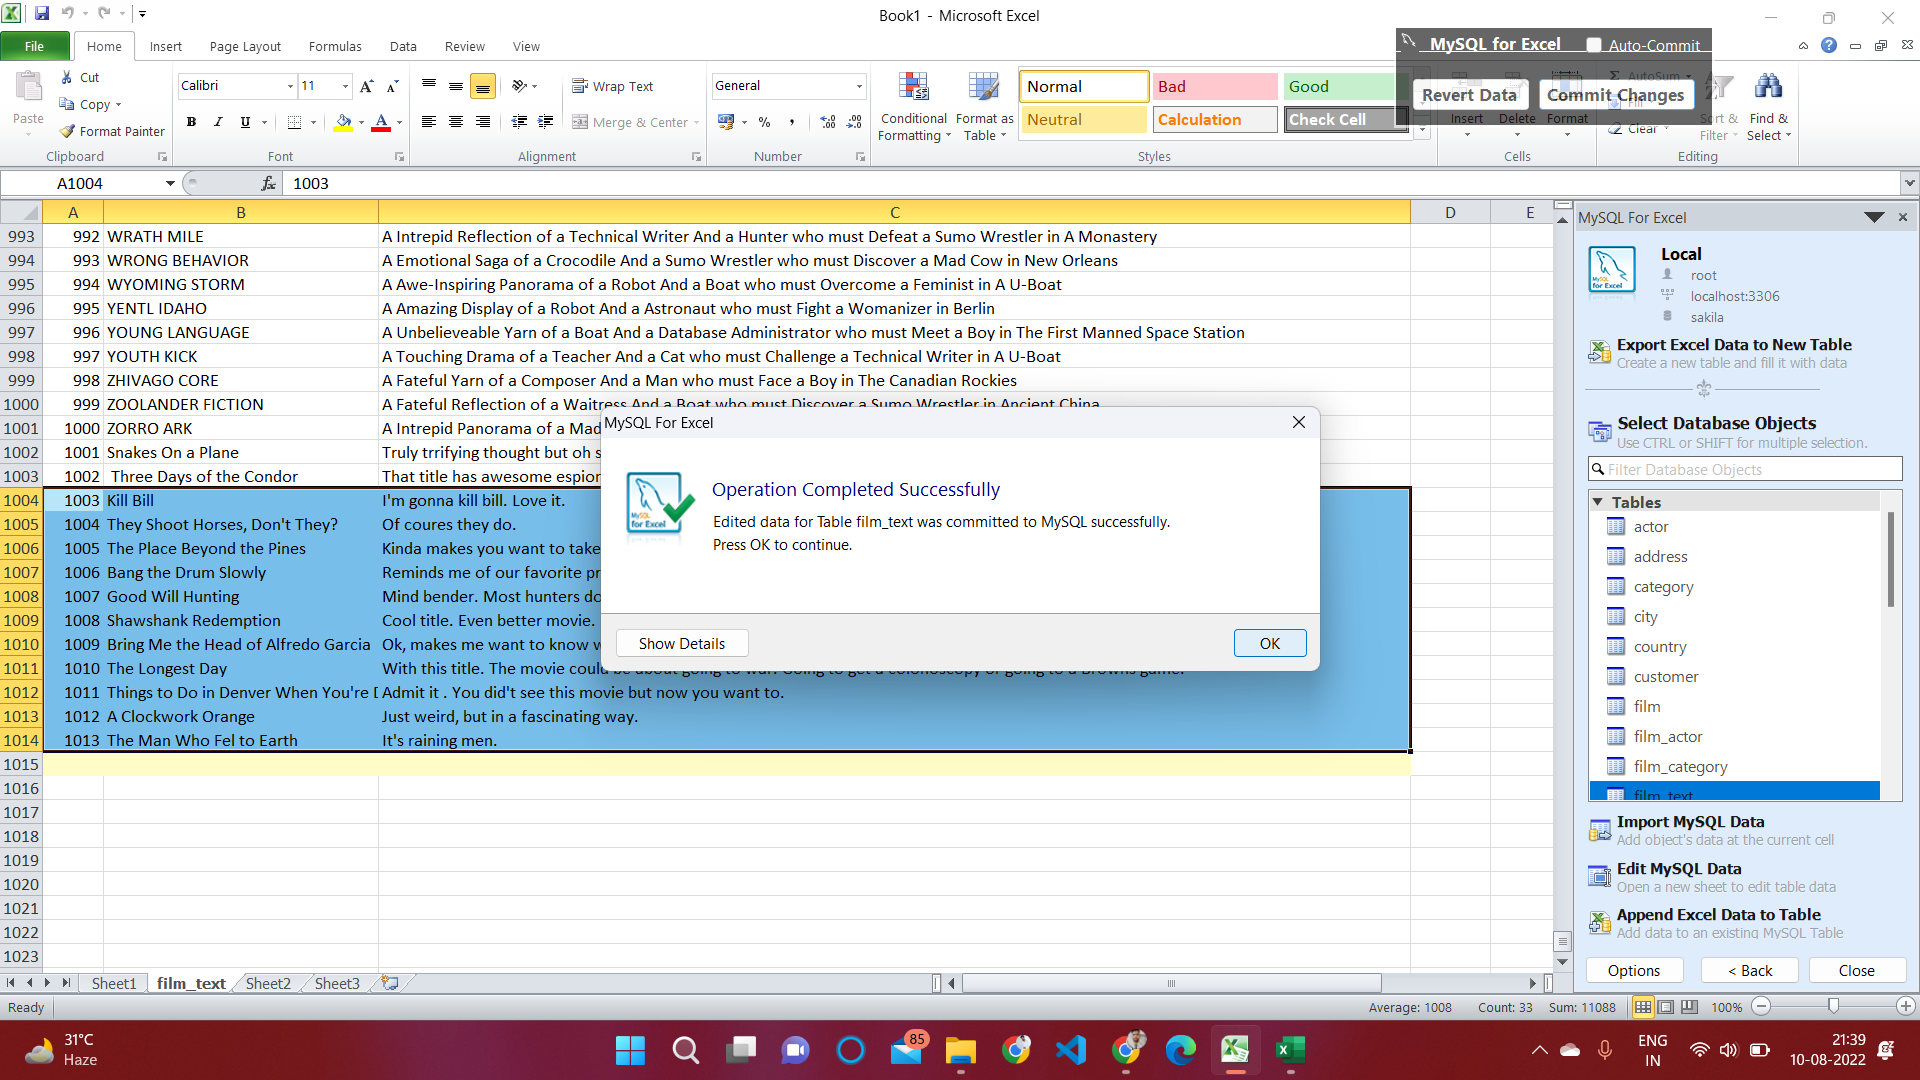 Book1 - Microsoft Excel
File Home Insert Page Layout Formulas Data Review View
MySQL for Excel Auto-Commit
Revert Data Commit Changes
Paste Cut Copy Format Painter
Calibri 11
B I U
Wrap Text
Merge & Center
General
Conditional Formatting
Format as Table
Normal Bad Good
Neutral Calculation Check Cell
Insert Delete Format
AutoSum
Fill
Clear
Sort & Filter
Find & Select
Clipboard Font Alignment Number Styles Cells Editing
A1004 fx 1003
A B C D E
993 992 WRATH MILE A Intrepid Reflection of a Technical Writer And a Hunter who must Defeat a Sumo Wrestler in A Monastery
994 993 WRONG BEHAVIOR A Emotional Saga of a Crocodile And a Sumo Wrestler who must Discover a Mad Cow in New Orleans
995 994 WYOMING STORM A Awe-Inspiring Panorama of a Robot And a Boat who must Overcome a Feminist in A U-Boat
996 995 YENTL IDAHO A Amazing Display of a Robot And a Astronaut who must Fight a Womanizer in Berlin
997 996 YOUNG LANGUAGE A Unbelieveable Yarn of a Boat And a Database Administrator who must Meet a Boy in The First Manned Space Station
998 997 YOUTH KICK A Touching Drama of a Teacher And a Cat who must Challenge a Technical Writer in A U-Boat
999 998 ZHIVAGO CORE A Fateful Yarn of a Composer And a Man who must Face a Boy in The Canadian Rockies
1000 999 ZOOLANDER FICTION A Fateful Reflection of a Waitress And a Boat who must Discover a Sumo Wrestler in Ancient China
1001 1000 ZORRO ARK A Intrepid Panorama of a Mad
1002 1001 Snakes On a Plane Truly trrifying thought but oh s
1003 1002 Three Days of the Condor That title has awesome espion
1004 1003 Kill Bill I'm gonna kill bill. Love it.
1005 1004 They Shoot Horses, Don't They? Of coures they do.
1006 1005 The Place Beyond the Pines Kinda makes you want to take
1007 1006 Bang the Drum Slowly Reminds me of our favorite pr
1008 1007 Good Will Hunting Mind bender. Most hunters do
1009 1008 Shawshank Redemption Cool title. Even better movie.
1010 1009 Bring Me the Head of Alfredo Garcia Ok, makes me want to know w
1011 1010 The Longest Day With this title. The movie could be about going to war. Going to get a colonoscopy or going to a Browns game.
1012 1011 Things to Do in Denver When You're D Admit it . You did't see this movie but now you want to.
1013 1012 A Clockwork Orange Just weird, but in a fascinating way.
1014 1013 The Man Who Fel to Earth It's raining men.
1015
1016
1017
1018
1019
1020
1021
1022
1023
MySQL For Excel
MySQL for Excel
Operation Completed Successfully
Edited data for Table film_text was committed to MySQL successfully.
Press OK to continue.
Show Details OK
MySQL For Excel
MySQL for Excel
Local
root
localhost:3306
sakila
Export Excel Data to New Table
Create a new table and fill it with data
Select Database Objects
Use CTRL or SHIFT for multiple selection.
Filter Database Objects
Tables
actor
address
category
city
country
customer
film
film_actor
film_category
film_text
Import MySQL Data
Add object's data at the current cell
Edit MySQL Data
Open a new sheet to edit table data
Append Excel Data to Table
Add data to an existing MySQL Table
Options < Back Close
Sheet1 film_text Sheet2 Sheet3
Ready Average: 1008 Count: 33 Sum: 11088 100%
31°C
Haze
85
ENG
IN
21:39
10-08-2022